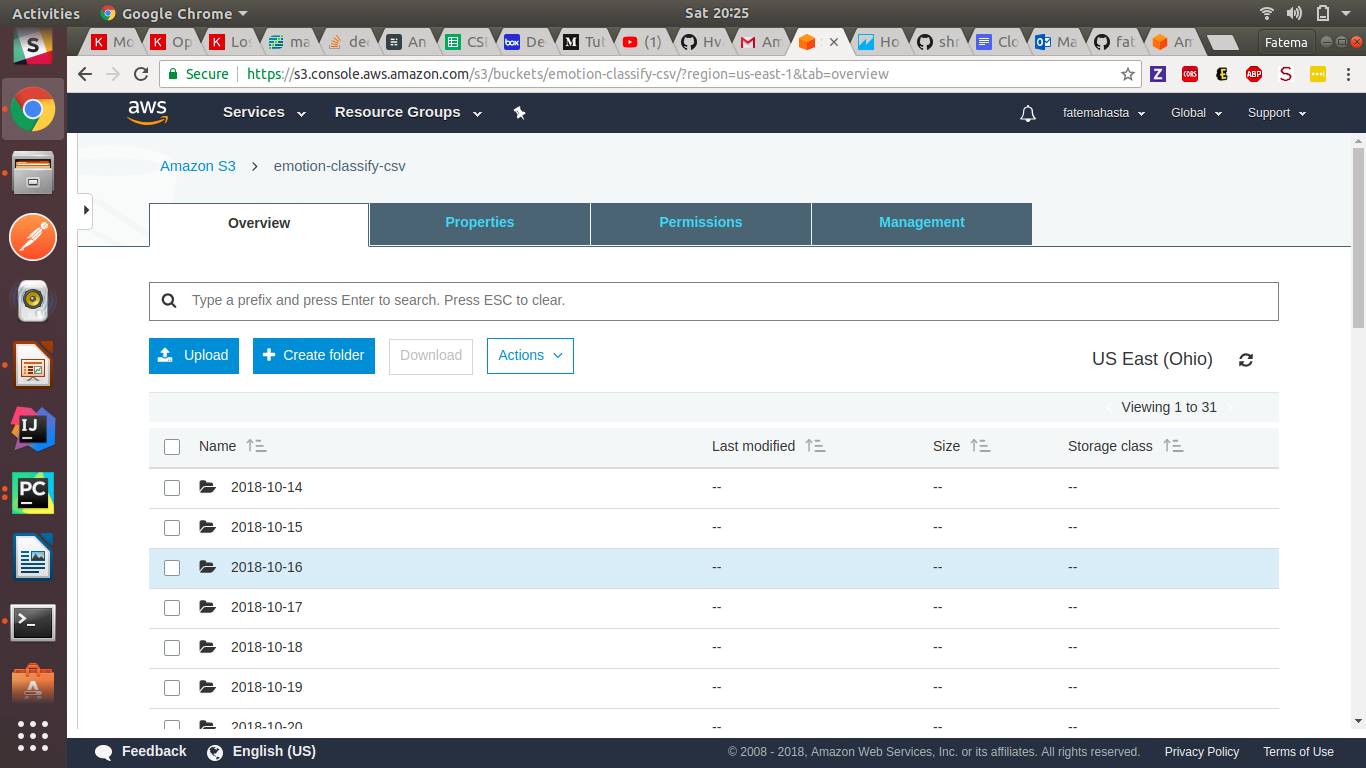 Activities Google Chrome Sat 20:25
Mo Op Lo ma dec An CSI De Tut (1) Hv Am Ho shr Clo Ma fat Am Fatema
Secure https://s3.console.aws.amazon.com/s3/buckets/emotion-classify-csv/?region=us-east-1&tab=overview
aws Services Resource Groups fatemahasta Global Support
Amazon S3 > emotion-classify-csv
Overview Properties Permissions Management
Type a prefix and press Enter to search. Press ESC to clear.
Upload Create folder Download Actions US East (Ohio)
Viewing 1 to 31
Name Last modified Size Storage class
2018-10-14 -- -- --
2018-10-15 -- -- --
2018-10-16 -- -- --
2018-10-17 -- -- --
2018-10-18 -- -- --
2018-10-19 -- -- --
2018-10-20 -- -- --
Feedback English (US) © 2008 - 2018, Amazon Web Services, Inc. or its affiliates. All rights reserved. Privacy Policy Terms of Use